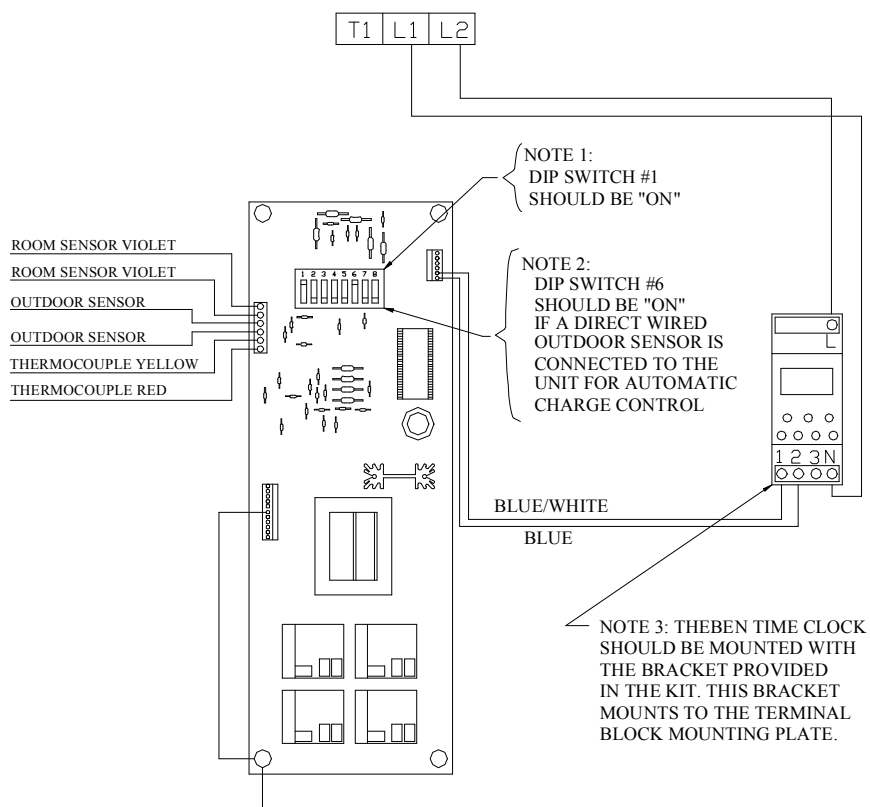 T1 L1 L2
NOTE 1:
DIP SWITCH #1
SHOULD BE "ON"
ROOM SENSOR VIOLET
ROOM SENSOR VIOLET
OUTDOOR SENSOR
OUTDOOR SENSOR
THERMOCOUPLE YELLOW
THERMOCOUPLE RED
1 2 3 4 5 6 7 8
NOTE 2:
DIP SWITCH #6
SHOULD BE "ON"
IF A DIRECT WIRED
OUTDOOR SENSOR IS
CONNECTED TO THE
UNIT FOR AUTOMATIC
CHARGE CONTROL
L
1 2 3 N
BLUE/WHITE
BLUE
NOTE 3: THEBEN TIME CLOCK
SHOULD BE MOUNTED WITH
THE BRACKET PROVIDED
IN THE KIT. THIS BRACKET
MOUNTS TO THE TERMINAL
BLOCK MOUNTING PLATE.